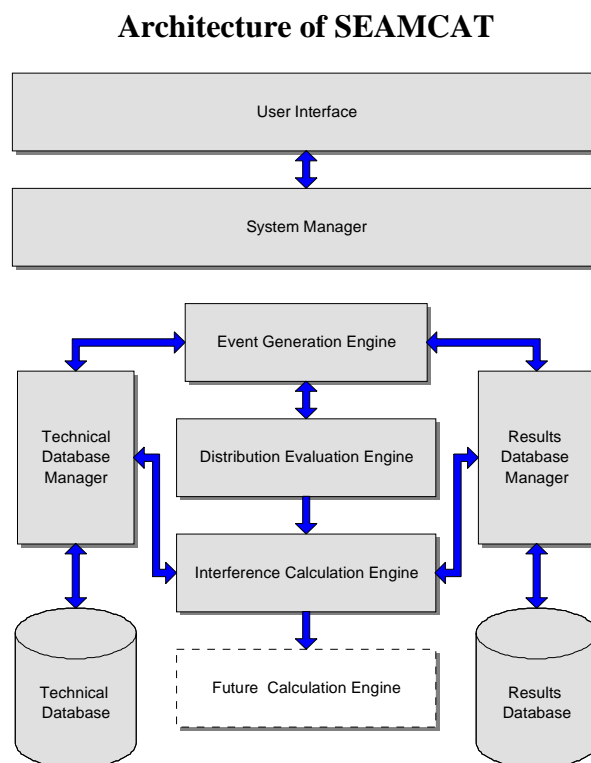 Architecture of SEAMCAT
User Interface
System Manager
Event Generation Engine
Technical
Database
Manager
Distribution Evaluation Engine
Results
Database
Manager
Interference Calculation Engine
Technical
Database
Future Calculation Engine
Results
Database